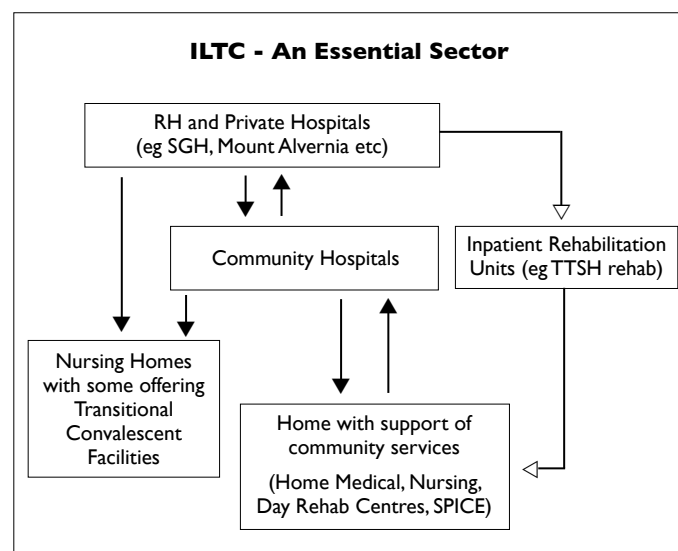 ILTC - An Essential Sector
RH and Private Hospitals
(eg SGH, Mount Alvernia etc)
Community Hospitals
Inpatient Rehabilitation
Units (eg TTSH rehab)
Nursing Homes
with some offering
Transitional
Convalescent
Facilities
Home with support of
community services
(Home Medical, Nursing,
Day Rehab Centres, SPICE)